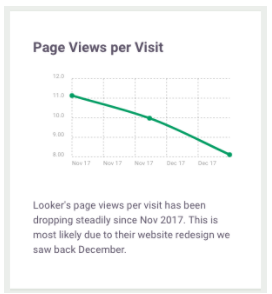 Page Views per Visit
12.0
11.0
10.0
9.00
8.00
Nov 17 Nov 17 Nov 17 Dec 17 Dec 17
Looker's page views per visit has been
dropping steadily since Nov 2017. This is
most likely due to their website redesign we
saw back December.